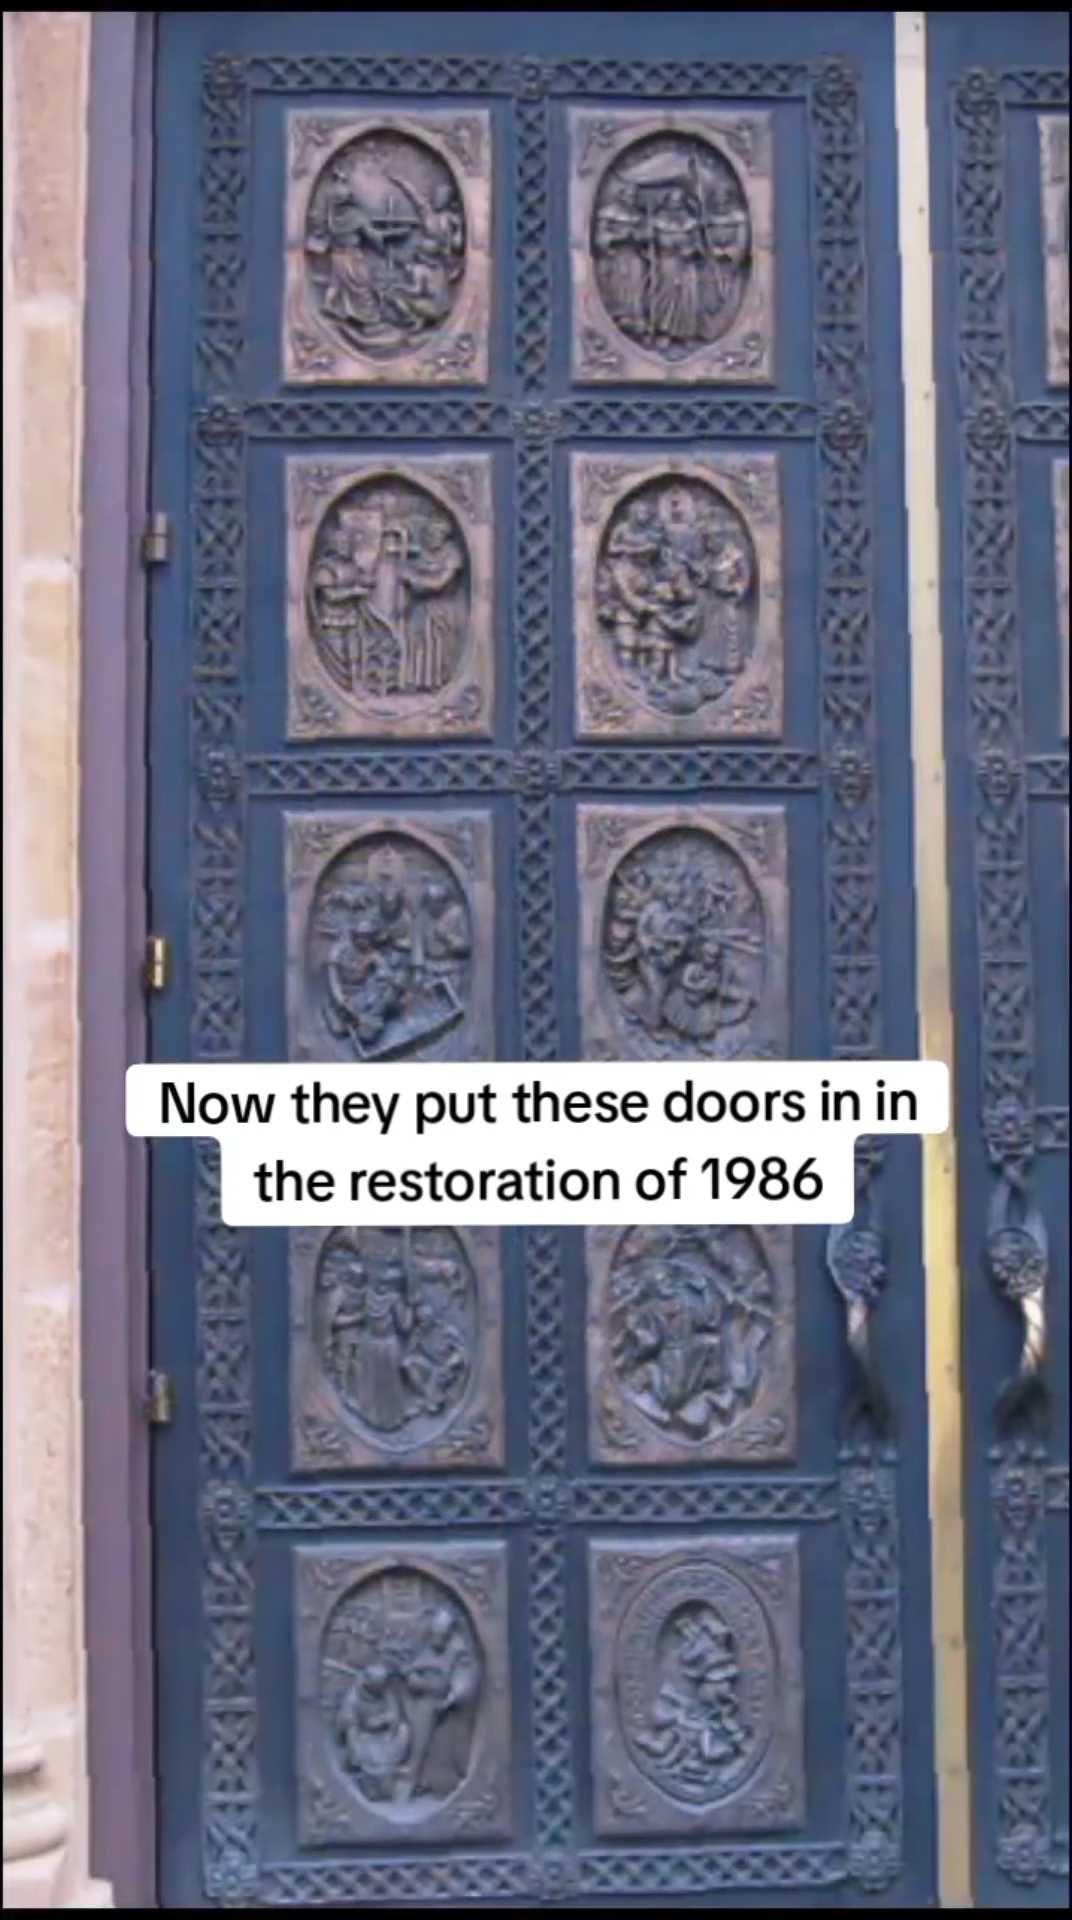 Now they put these doors in in
the restoration of 1986